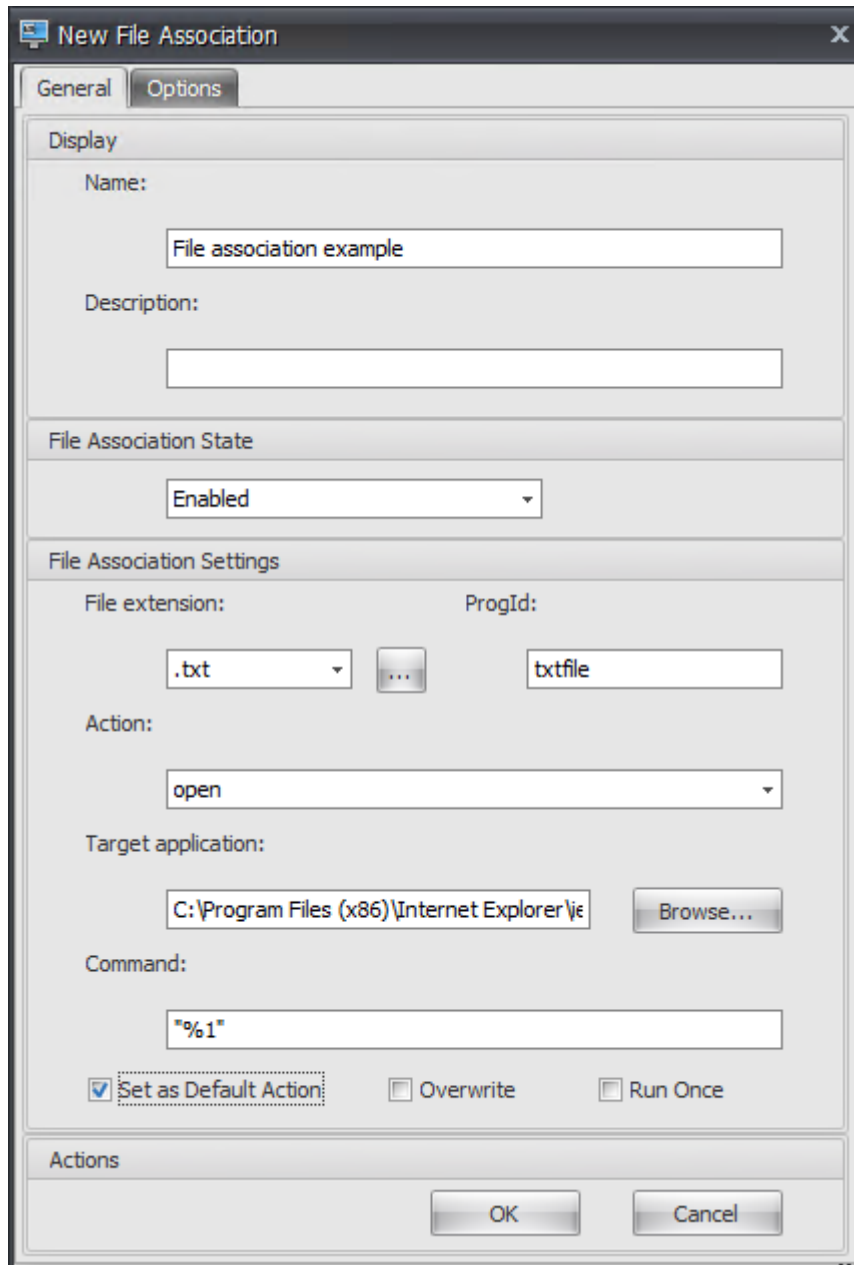 New File Association
General Options
Display
Name:
File association example
Description:
File Association State
Enabled
File Association Settings
File extension: ProgId:
.txt ... txtfile
Action:
open
Target application:
C:\Program Files (x86)\Internet Explorer\ie Browse...
Command:
"%1"
Set as Default Action Overwrite Run Once
Actions
OK Cancel